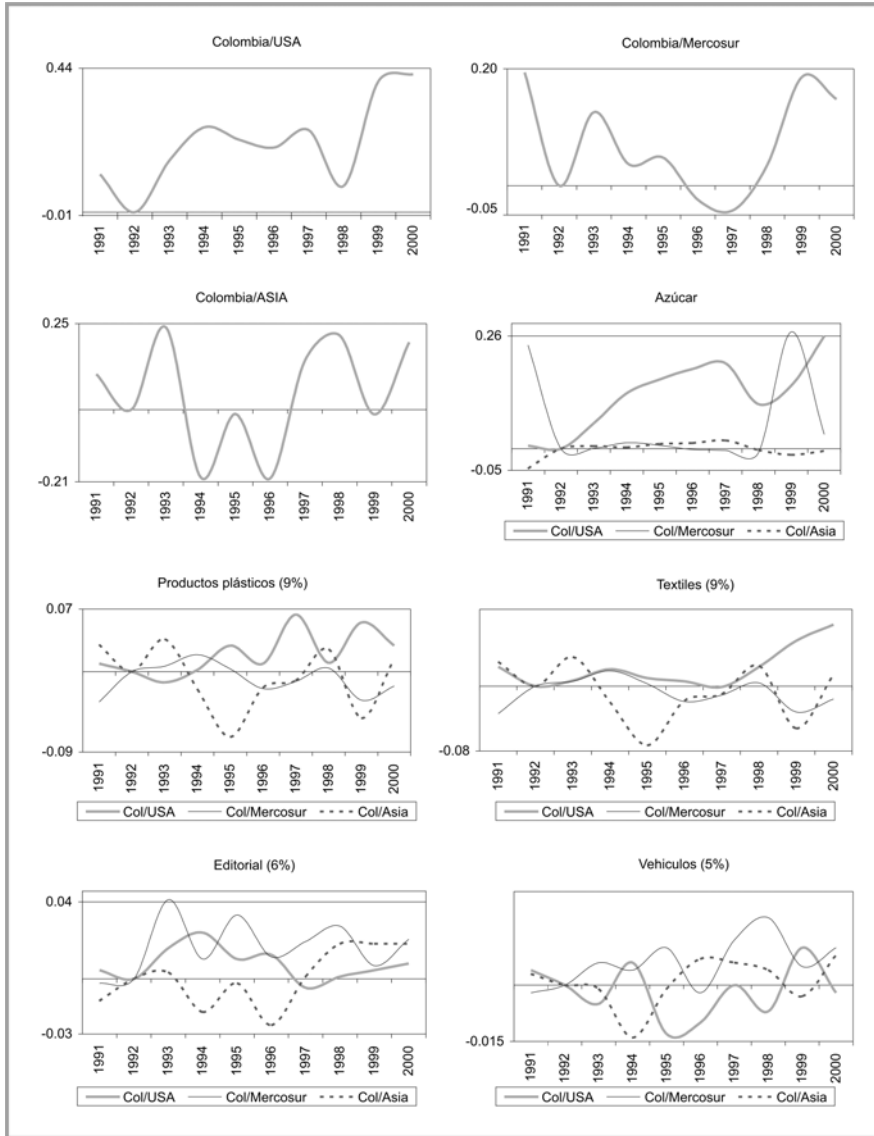 Colombia/USA
0.44
-0.01
1991 1992 1993 1994 1995 1996 1997 1998 1999 2000
Colombia/Mercosur
0.20
-0.05
1991 1992 1993 1994 1995 1996 1997 1998 1999 2000
Colombia/ASIA
0.25
-0.21
1991 1992 1993 1994 1995 1996 1997 1998 1999 2000
Azúcar
0.26
-0.05
1991 1992 1993 1994 1995 1996 1997 1998 1999 2000
Col/USA Col/Mercosur Col/Asia
Productos plásticos (9%)
0.07
-0.09
1991 1992 1993 1994 1995 1996 1997 1998 1999 2000
Col/USA Col/Mercosur Col/Asia
Textiles (9%)
-0.08
1991 1992 1993 1994 1995 1996 1997 1998 1999 2000
Col/USA Col/Mercosur Col/Asia
Editorial (6%)
0.04
-0.03
1991 1992 1993 1994 1995 1996 1997 1998 1999 2000
Col/USA Col/Mercosur Col/Asia
Vehiculos (5%)
-0.015
1991 1992 1993 1994 1995 1996 1997 1998 1999 2000
Col/USA Col/Mercosur Col/Asia